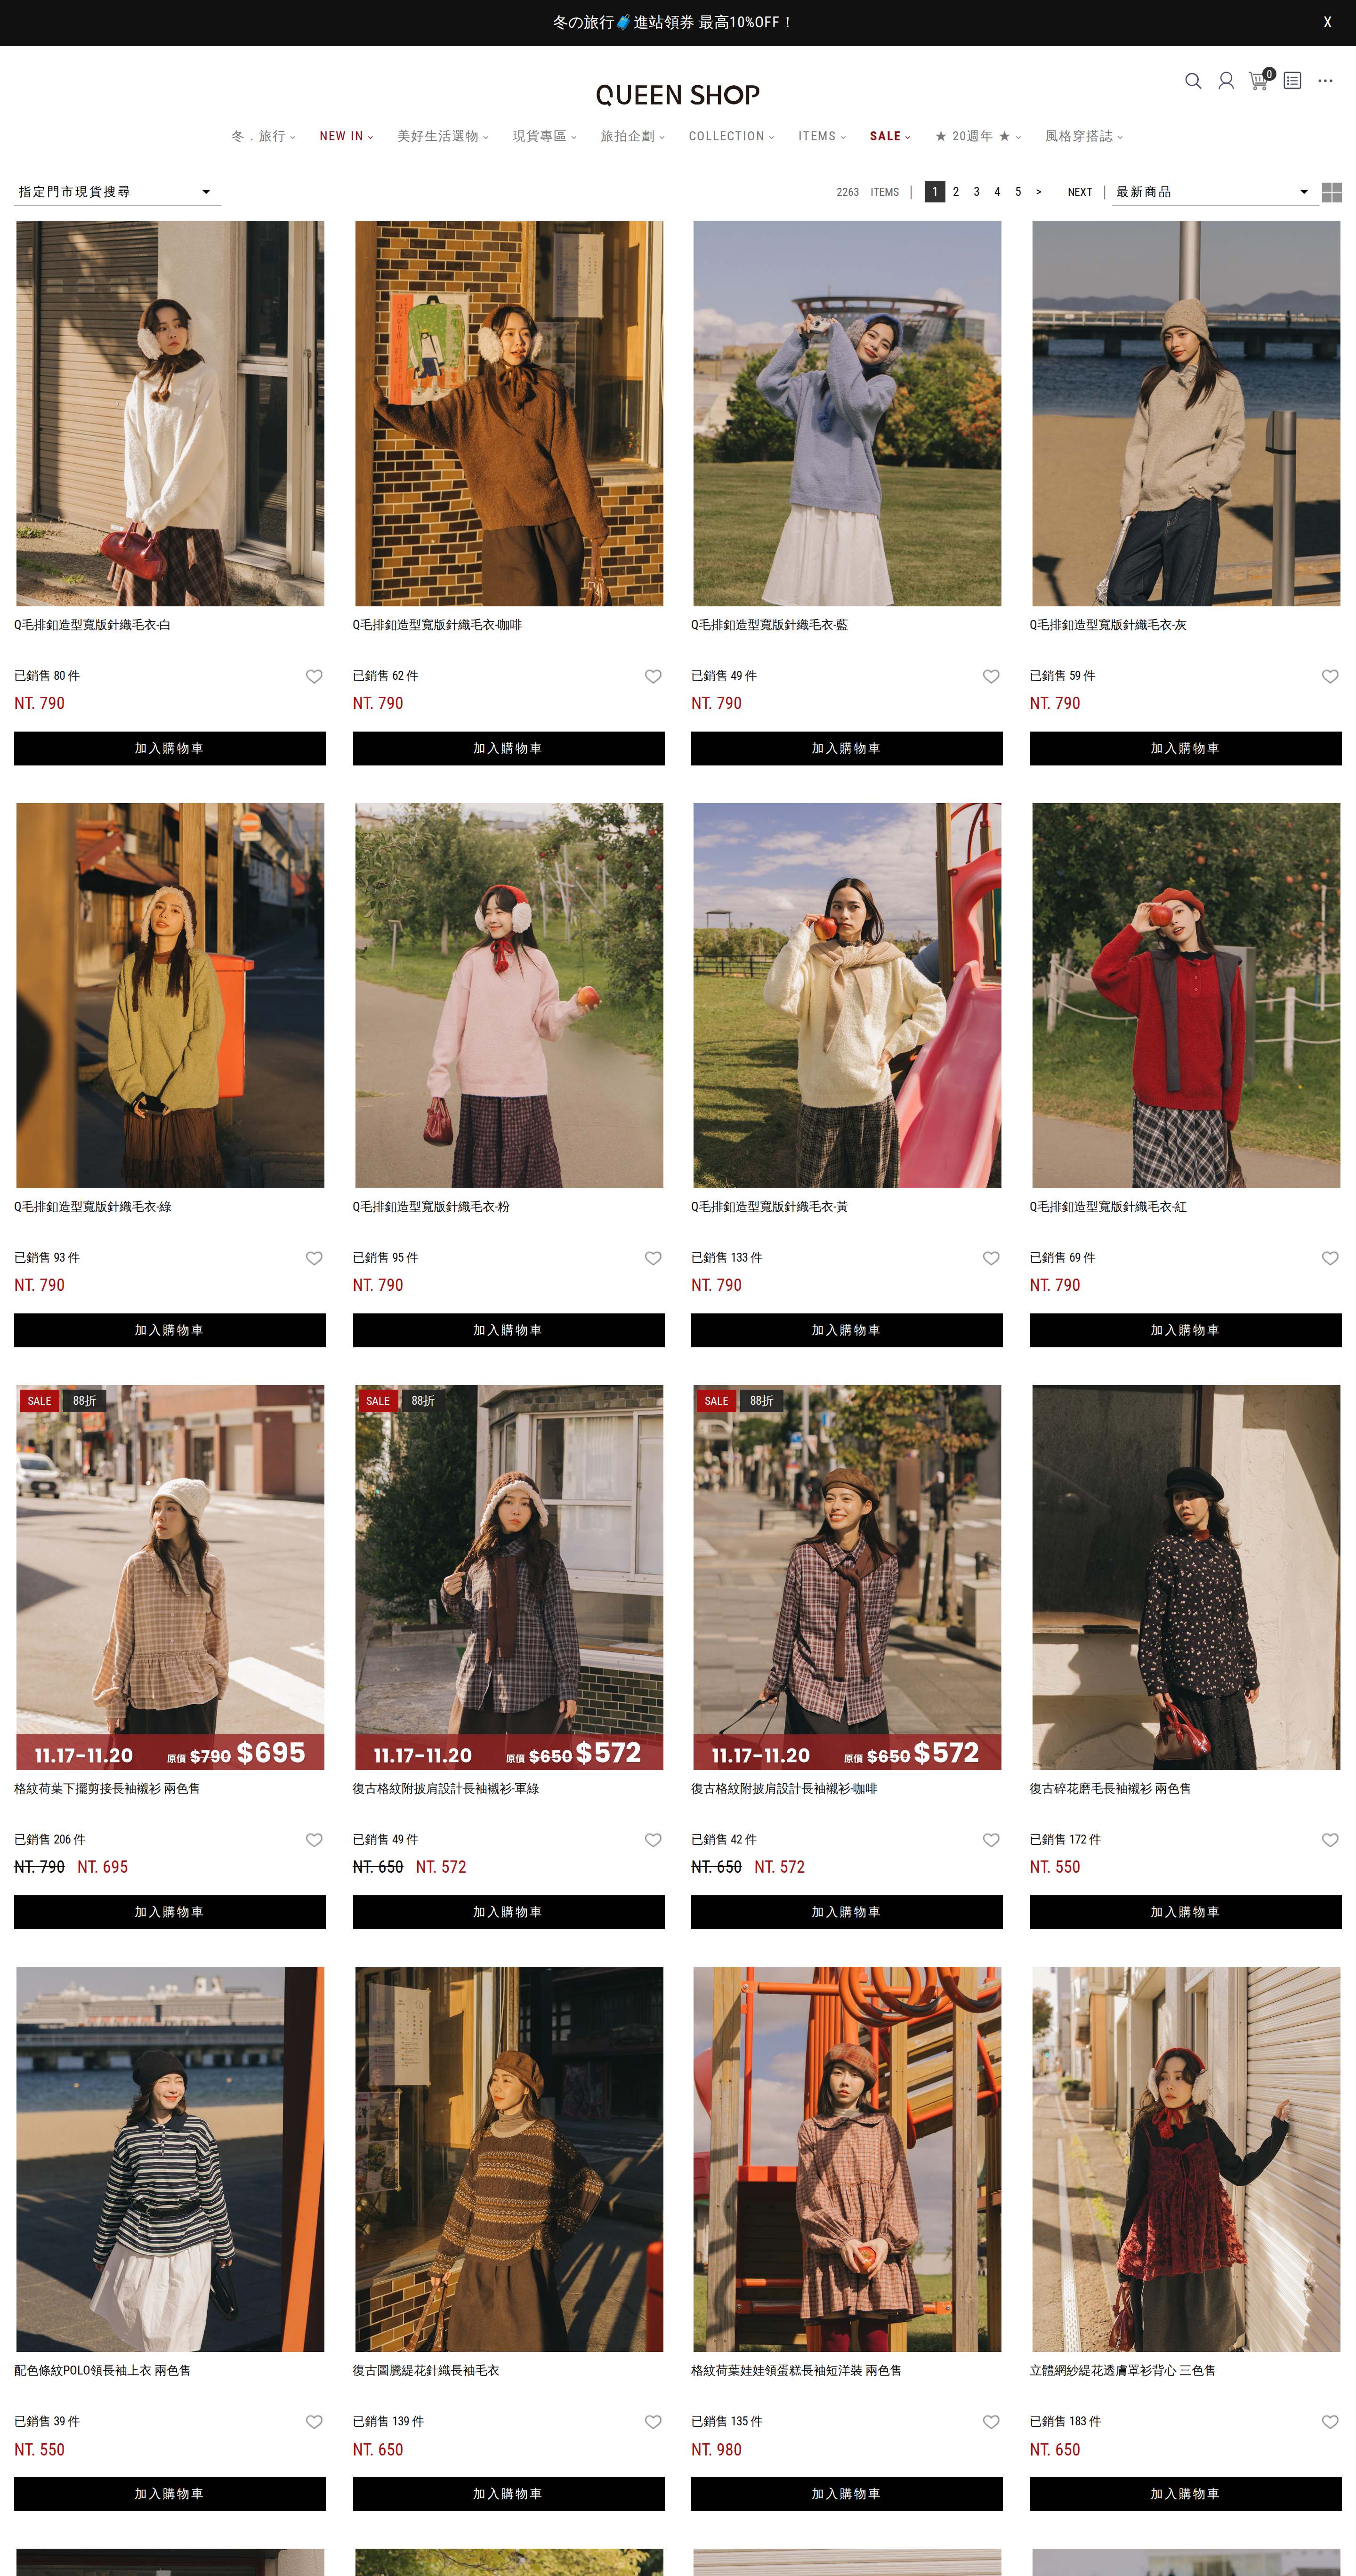 冬の旅行🧳進站領券 最高10%OFF！
X
0
QUEEN SHOP
冬．旅行 NEW IN 美好生活選物 現貨專區 旅拍企劃 COLLECTION ITEMS SALE ★ 20週年 ★ 風格穿搭誌
指定門市現貨搜尋 2263 ITEMS | 1 2 3 4 5 > NEXT | 最新商品
Q毛排釦造型寬版針織毛衣-白 Q毛排釦造型寬版針織毛衣-咖啡 Q毛排釦造型寬版針織毛衣-藍 Q毛排釦造型寬版針織毛衣-灰
已銷售 80 件 已銷售 62 件 已銷售 49 件 已銷售 59 件
NT. 790 NT. 790 NT. 790 NT. 790
加入購物車 加入購物車 加入購物車 加入購物車
Q毛排釦造型寬版針織毛衣-綠 Q毛排釦造型寬版針織毛衣-粉 Q毛排釦造型寬版針織毛衣-黃 Q毛排釦造型寬版針織毛衣-紅
已銷售 93 件 已銷售 95 件 已銷售 133 件 已銷售 69 件
NT. 790 NT. 790 NT. 790 NT. 790
加入購物車 加入購物車 加入購物車 加入購物車
SALE 88折 SALE 88折 SALE 88折
11.17-11.20 原價 $790 $695 11.17-11.20 原價 $650 $572 11.17-11.20 原價 $650 $572
格紋荷葉下擺剪接長袖襯衫 兩色售 復古格紋附披肩設計長袖襯衫-軍綠 復古格紋附披肩設計長袖襯衫-咖啡 復古碎花磨毛長袖襯衫 兩色售
已銷售 206 件 已銷售 49 件 已銷售 42 件 已銷售 172 件
NT. 790 NT. 695 NT. 650 NT. 572 NT. 650 NT. 572 NT. 550
加入購物車 加入購物車 加入購物車 加入購物車
配色條紋POLO領長袖上衣 兩色售 復古圖騰緹花針織長袖毛衣 格紋荷葉娃娃領蛋糕長袖短洋裝 兩色售 立體網紗緹花透膚罩衫背心 三色售
已銷售 39 件 已銷售 139 件 已銷售 135 件 已銷售 183 件
NT. 550 NT. 650 NT. 980 NT. 650
加入購物車 加入購物車 加入購物車 加入購物車